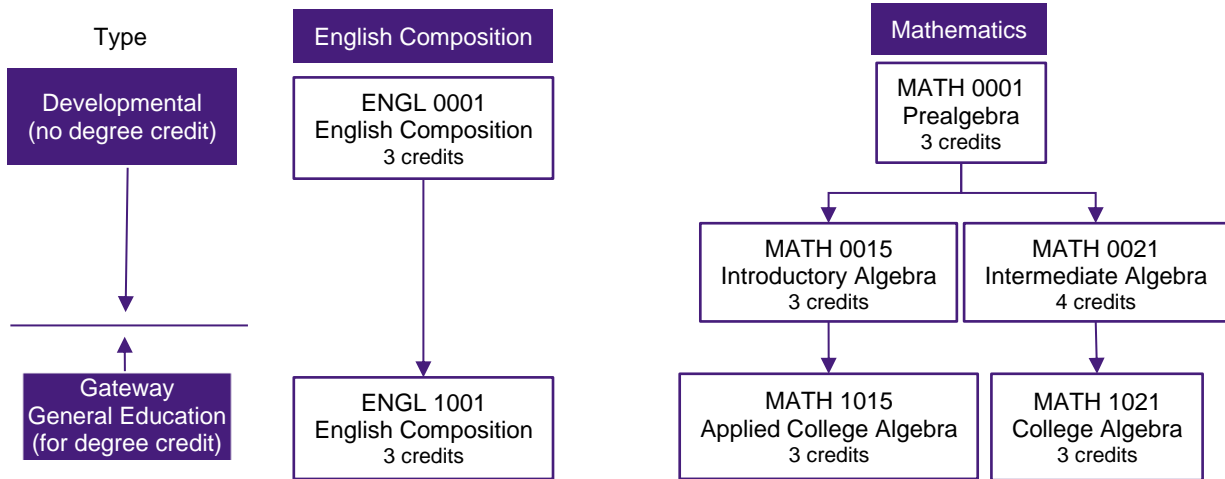 Type
English Composition
Mathematics
Developmental
(no degree credit)
ENGL 0001
English Composition
3 credits
MATH 0001
Prealgebra
3 credits
MATH 0015
Introductory Algebra
3 credits
MATH 0021
Intermediate Algebra
4 credits
Gateway
General Education
(for degree credit)
ENGL 1001
English Composition
3 credits
MATH 1015
Applied College Algebra
3 credits
MATH 1021
College Algebra
3 credits